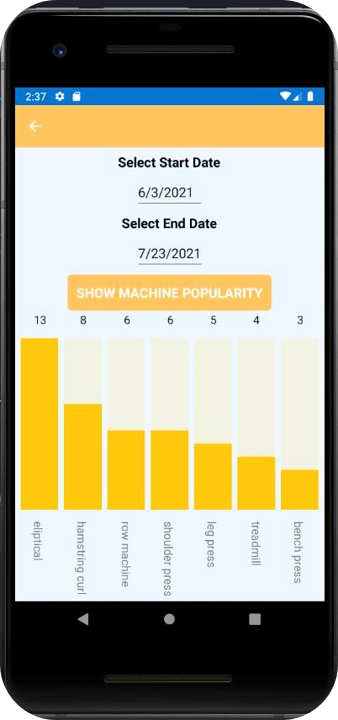 2:37
Select Start Date
6/3/2021
Select End Date
7/23/2021
SHOW MACHINE POPULARITY
13 8 6 6 5 4 3
eliptical
hamstring curl
row machine
shoulder press
leg press
treadmill
bench press